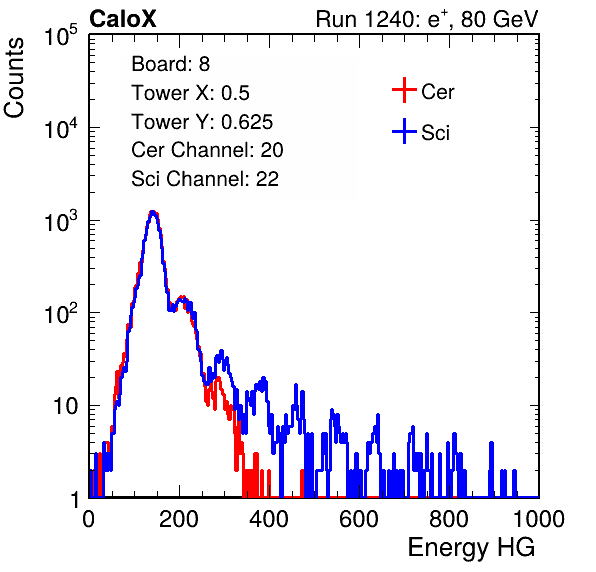 CaloX Run 1240: e⁺, 80 GeV
Counts
Board: 8
Tower X: 0.5
Tower Y: 0.625
Cer Channel: 20
Sci Channel: 22
Cer
Sci
10⁵
10⁴
10³
10²
10
1
0 200 400 600 800 1000
Energy HG